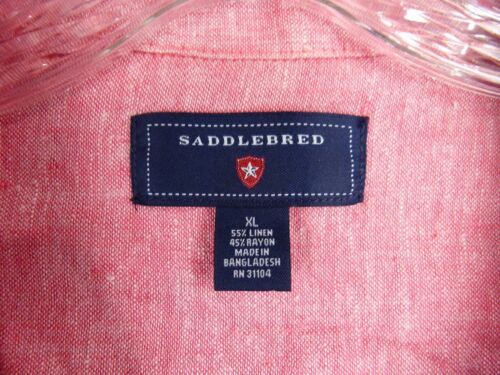 SADDLEBRED
XL
55% LINEN
45% RAYON
MADE IN
BANGLADESH
RN 31104